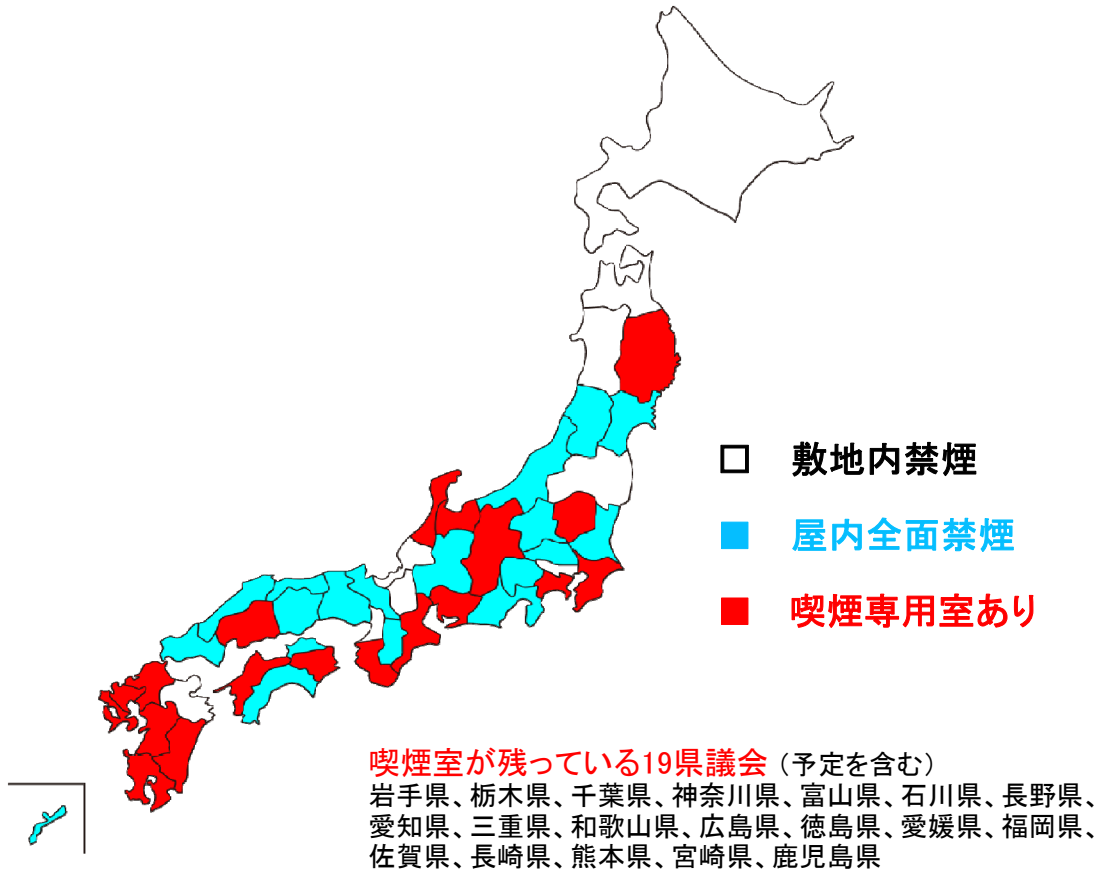 敷地内禁煙
屋内全面禁煙
喫煙専用室あり
喫煙室が残っている19県議会（予定を含む）
岩手県、栃木県、千葉県、神奈川県、富山県、石川県、長野県、
愛知県、三重県、和歌山県、広島県、徳島県、愛媛県、福岡県、
佐賀県、長崎県、熊本県、宮崎県、鹿児島県